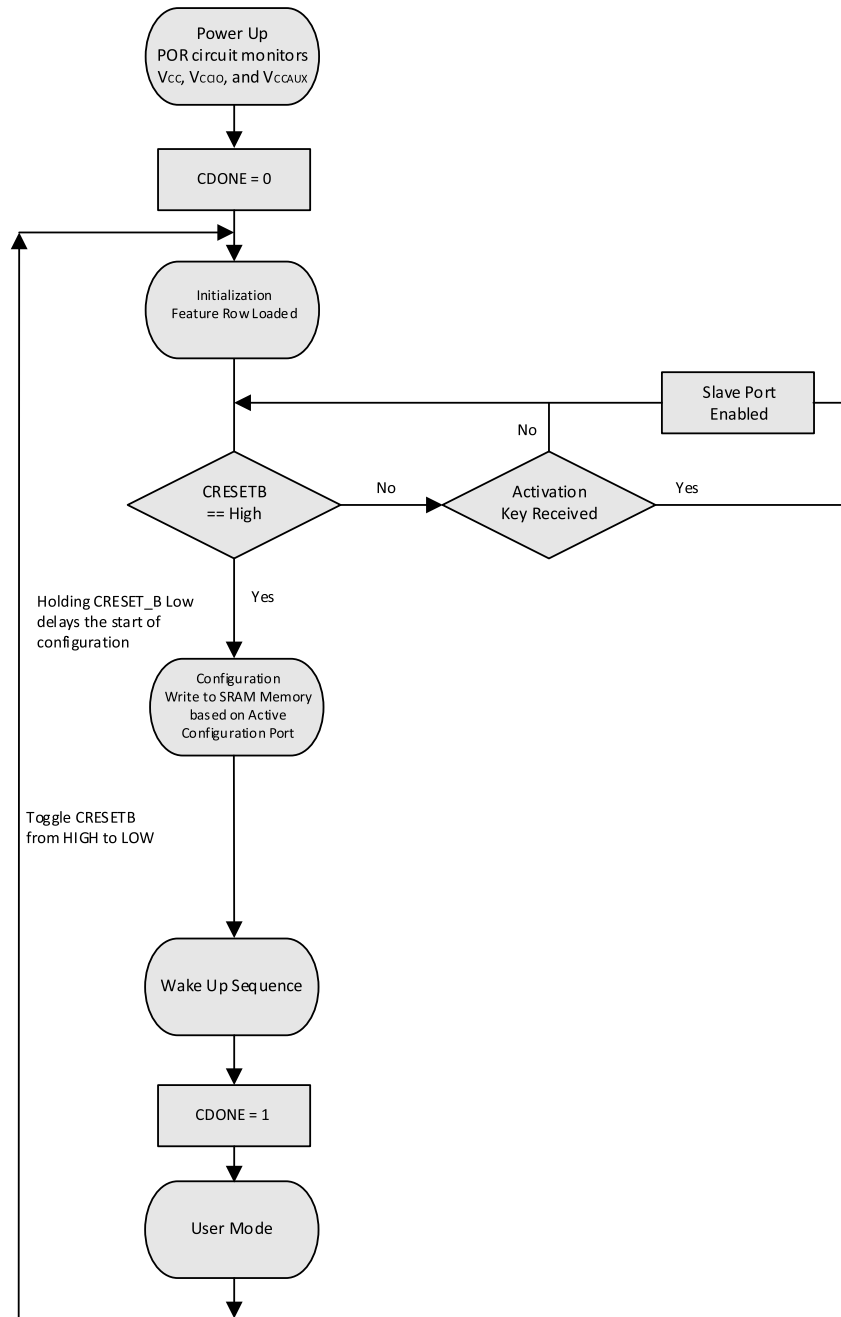 Power Up
POR circuit monitors
VCC, VCCIO, and VCCAUX
CDONE = 0
Initialization
Feature Row Loaded
Slave Port
Enabled
No
CRESETB
== High
No
Activation
Key Received
Yes
Holding CRESET_B Low
delays the start of
configuration
Yes
Configuration
Write to SRAM Memory
based on Active
Configuration Port
Toggle CRESETB
from HIGH to LOW
Wake Up Sequence
CDONE = 1
User Mode